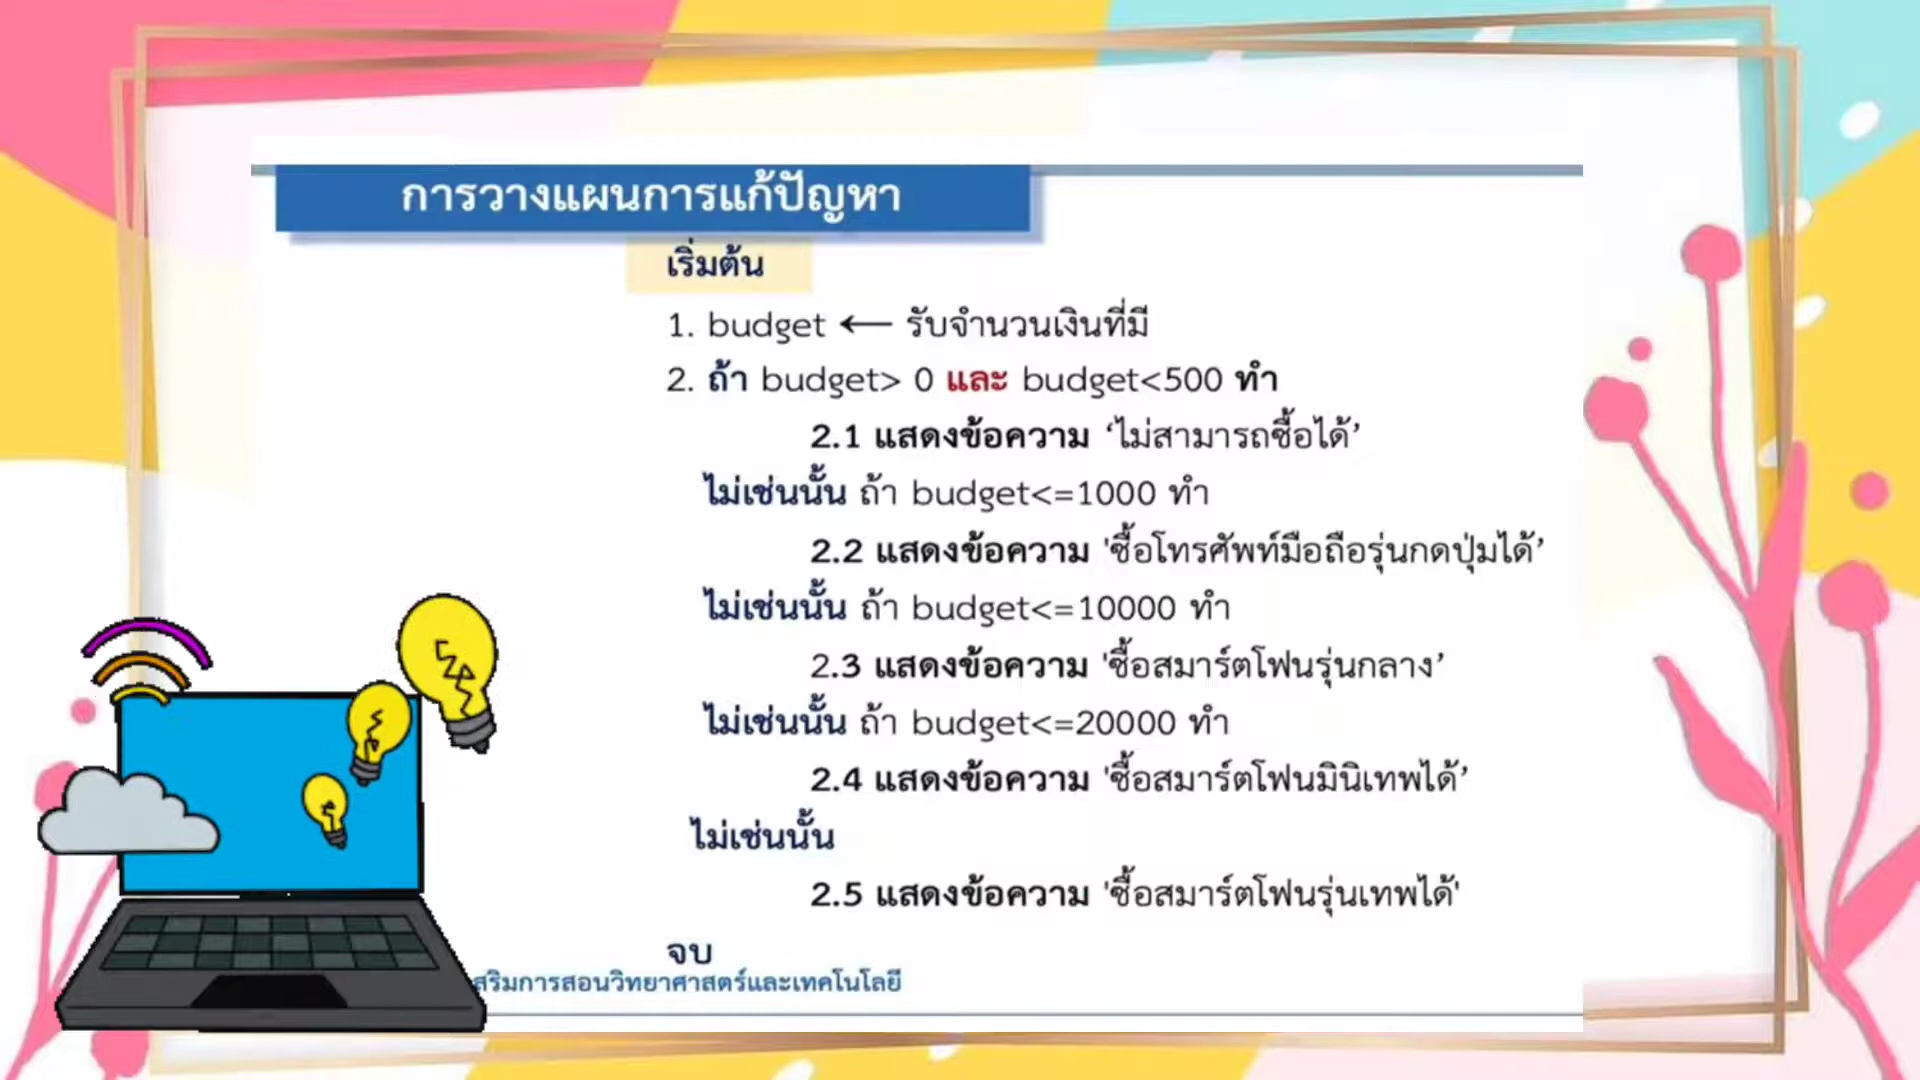 การวางแผนการแก้ปัญหา
เริ่มต้น
1. budget ⟵ รับจำนวนเงินที่มี
2. ถ้า budget> 0 และ budget<500 ทำ
2.1 แสดงข้อความ ‘ไม่สามารถซื้อได้’
ไม่เช่นนั้น ถ้า budget<=1000 ทำ
2.2 แสดงข้อความ 'ซื้อโทรศัพท์มือถือรุ่นกดปุ่มได้’
ไม่เช่นนั้น ถ้า budget<=10000 ทำ
2.3 แสดงข้อความ 'ซื้อสมาร์ตโฟนรุ่นกลาง’
ไม่เช่นนั้น ถ้า budget<=20000 ทำ
2.4 แสดงข้อความ 'ซื้อสมาร์ตโฟนมินิเทพได้’
ไม่เช่นนั้น
2.5 แสดงข้อความ 'ซื้อสมาร์ตโฟนรุ่นเทพได้'
จบ
สริมการสอนวิทยาศาสตร์และเทคโนโลยี